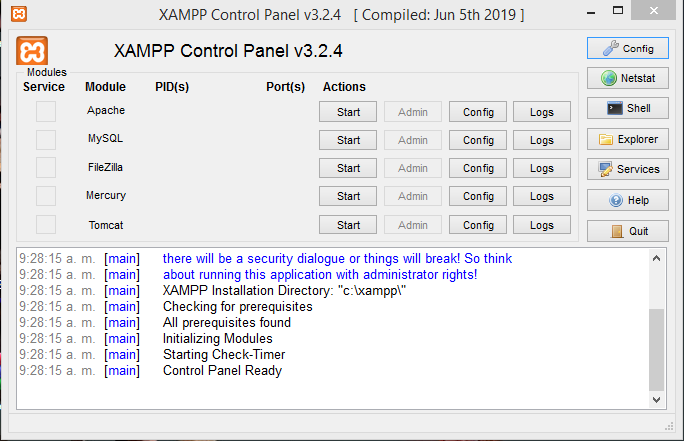 XAMPP Control Panel v3.2.4 [ Compiled: Jun 5th 2019 ]
XAMPP Control Panel v3.2.4
Config
Modules
Service Module PID(s) Port(s) Actions
Netstat
Apache Start Admin Config Logs
Shell
MySQL Start Admin Config Logs
Explorer
FileZilla Start Admin Config Logs
Services
Mercury Start Admin Config Logs
Help
Tomcat Start Admin Config Logs
Quit
9:28:15 a. m. [main] there will be a security dialogue or things will break! So think
9:28:15 a. m. [main] about running this application with administrator rights!
9:28:15 a. m. [main] XAMPP Installation Directory: "c:\xampp\"
9:28:15 a. m. [main] Checking for prerequisites
9:28:15 a. m. [main] All prerequisites found
9:28:15 a. m. [main] Initializing Modules
9:28:15 a. m. [main] Starting Check-Timer
9:28:15 a. m. [main] Control Panel Ready